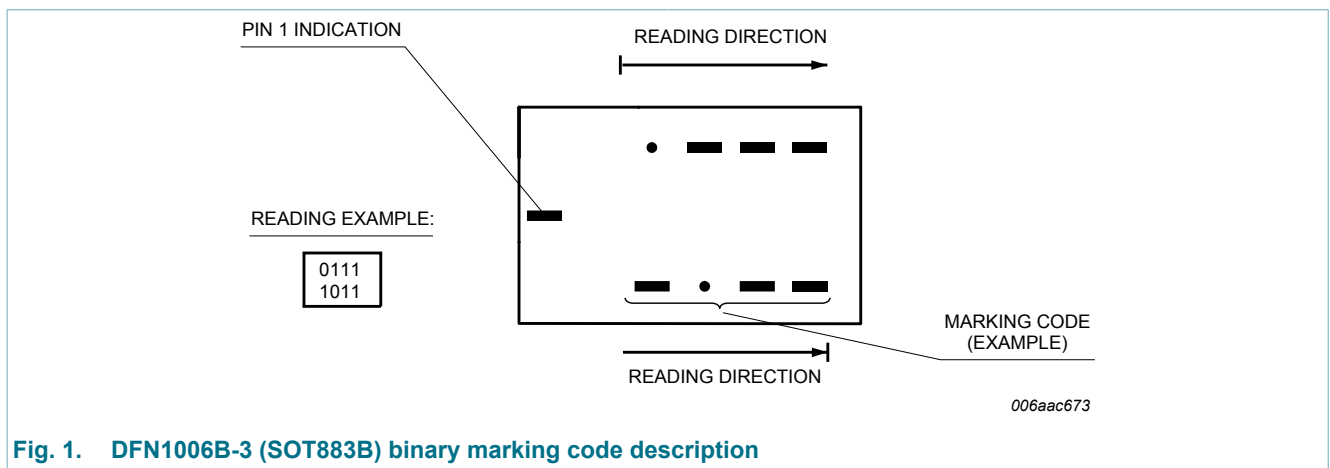 PIN 1 INDICATION
READING DIRECTION
READING EXAMPLE:
0111
1011
MARKING CODE
(EXAMPLE)
READING DIRECTION
006aac673
Fig. 1. DFN1006B-3 (SOT883B) binary marking code description